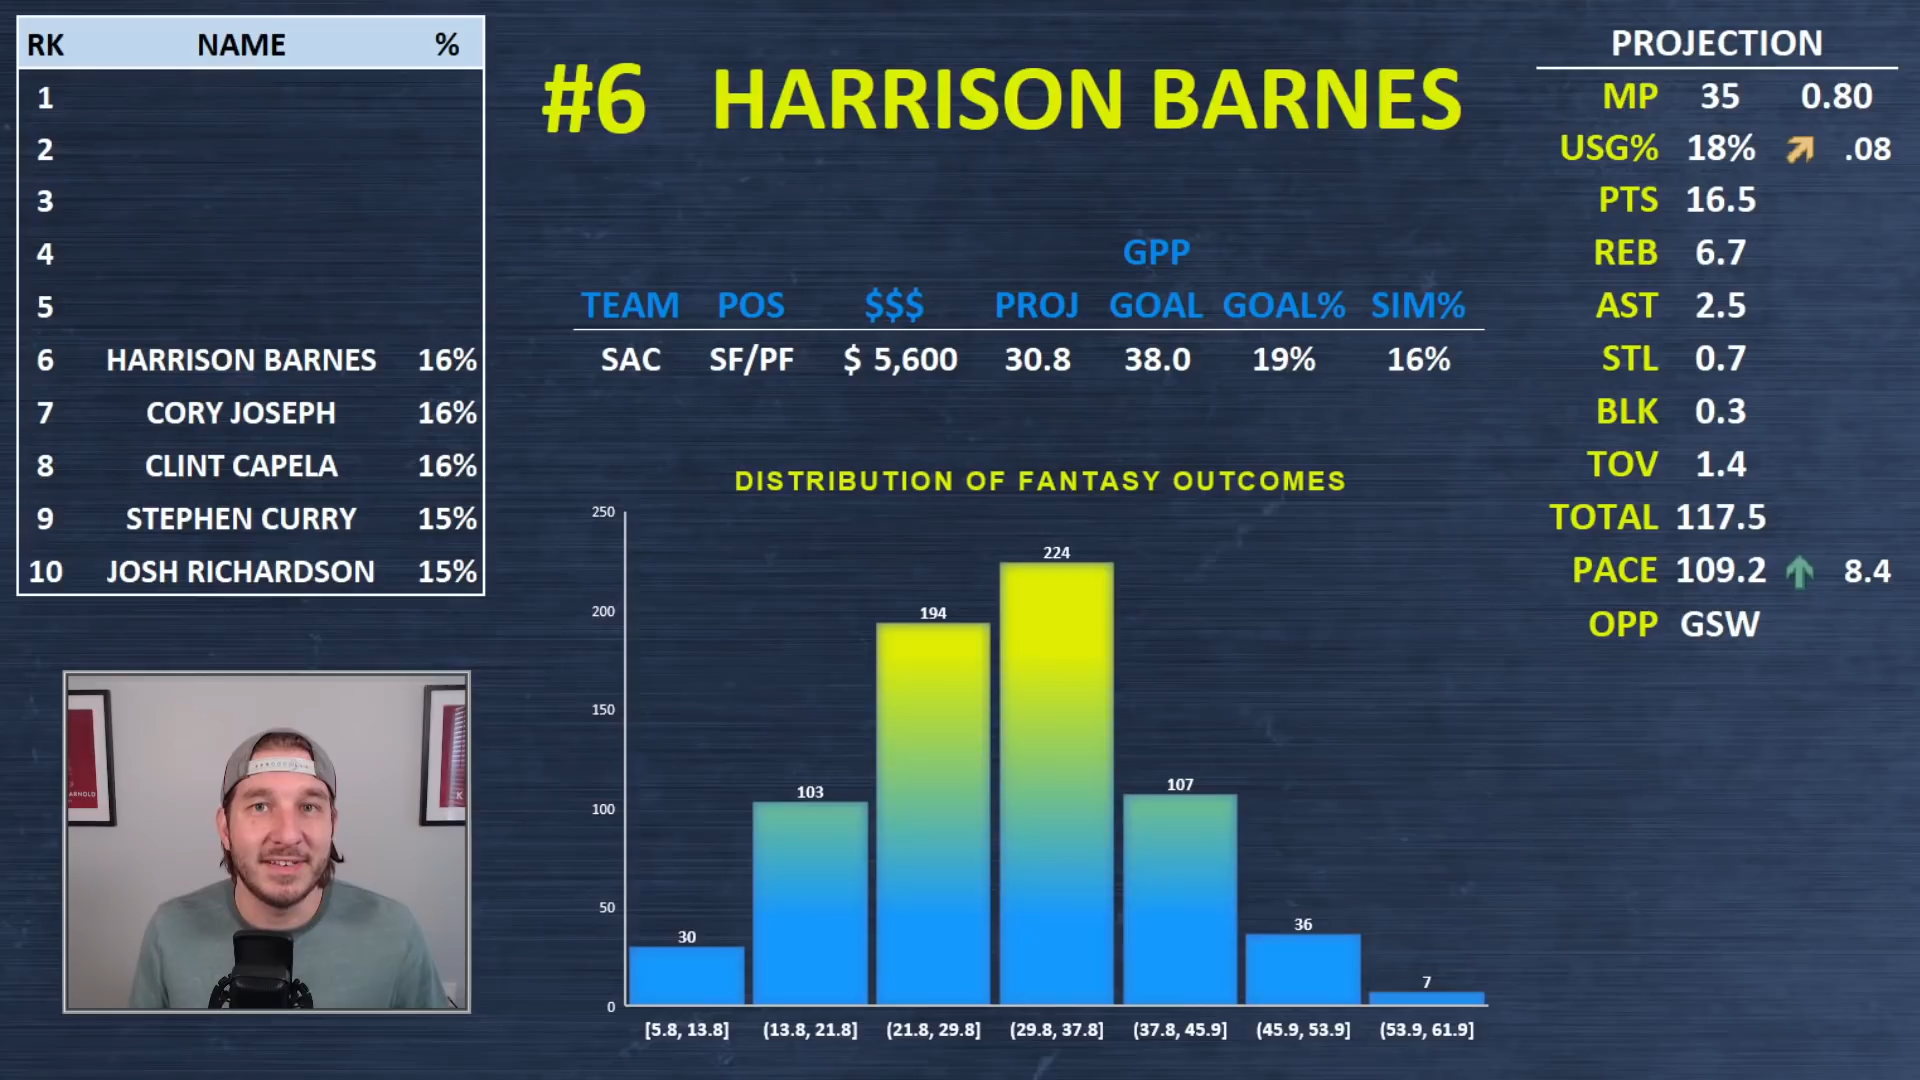 RK NAME %
1
2
3
4
5
6 HARRISON BARNES 16%
7 CORY JOSEPH 16%
8 CLINT CAPELA 16%
9 STEPHEN CURRY 15%
10 JOSH RICHARDSON 15%
#6 HARRISON BARNES
GPP
TEAM POS $$$ PROJ GOAL GOAL% SIM%
SAC SF/PF $ 5,600 30.8 38.0 19% 16%
DISTRIBUTION OF FANTASY OUTCOMES
250
200
150
100
50
0
30
103
194
224
107
36
7
[5.8, 13.8] (13.8, 21.8] (21.8, 29.8] (29.8, 37.8] (37.8, 45.9] (45.9, 53.9] (53.9, 61.9]
PROJECTION
MP 35 0.80
USG% 18% .08
PTS 16.5
REB 6.7
AST 2.5
STL 0.7
BLK 0.3
TOV 1.4
TOTAL 117.5
PACE 109.2 8.4
OPP GSW
ARNOLD
K